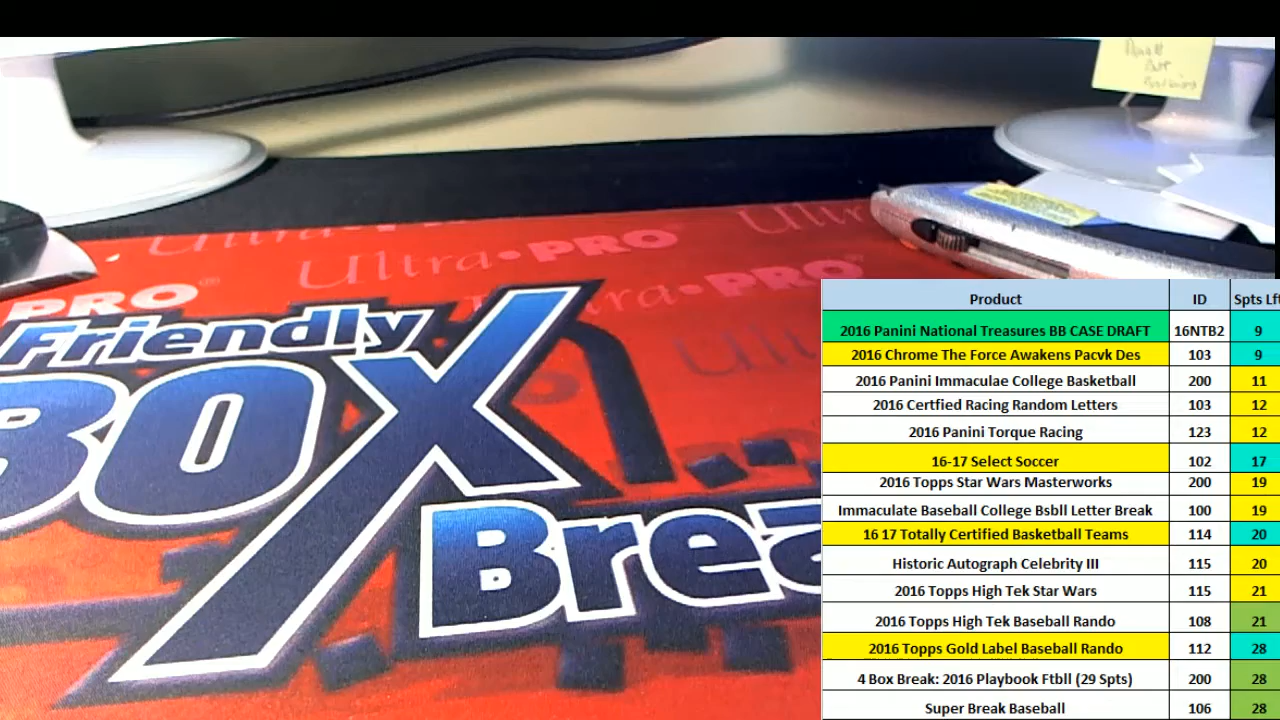 Ultra•PRO
Ultra•PRO
PRO®
Ultra•PRO
Friendly
BOX
Brea
Product ID Spts Lft
2016 Panini National Treasures BB CASE DRAFT 16NTB2 9
2016 Chrome The Force Awakens Pacvk Des 103 9
2016 Panini Immaculae College Basketball 200 11
2016 Certfied Racing Random Letters 103 12
2016 Panini Torque Racing 123 12
16-17 Select Soccer 102 17
2016 Topps Star Wars Masterworks 200 19
Immaculate Baseball College Bsbll Letter Break 100 19
16 17 Totally Certified Basketball Teams 114 20
Historic Autograph Celebrity III 115 20
2016 Topps High Tek Star Wars 115 21
2016 Topps High Tek Baseball Rando 108 21
2016 Topps Gold Label Baseball Rando 112 28
4 Box Break: 2016 Playbook Ftbll (29 Spts) 200 28
Super Break Baseball 106 28